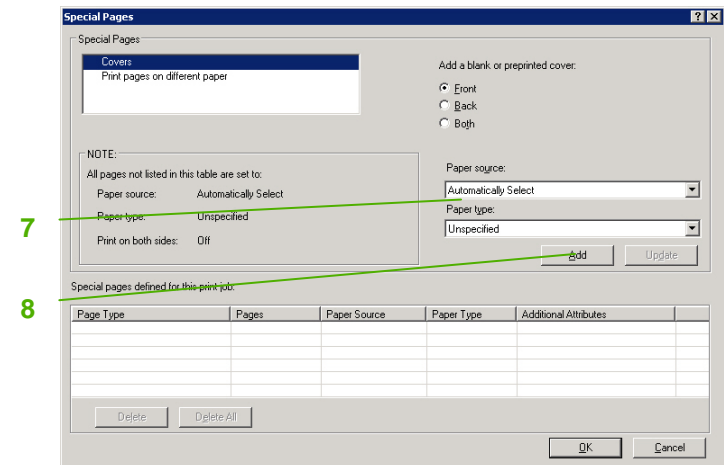 Special Pages
Special Pages
Covers
Print pages on different paper
Add a blank or preprinted cover:
Front
Back
Both
NOTE:
All pages not listed in this table are set to:
Paper source: Automatically Select
Paper type: Unspecified
Print on both sides: Off
Paper source:
Automatically Select
Paper type:
Unspecified
7
Add Update
8
Special pages defined for this print job:
Page Type Pages Paper Source Paper Type Additional Attributes
Delete Delete All
OK Cancel